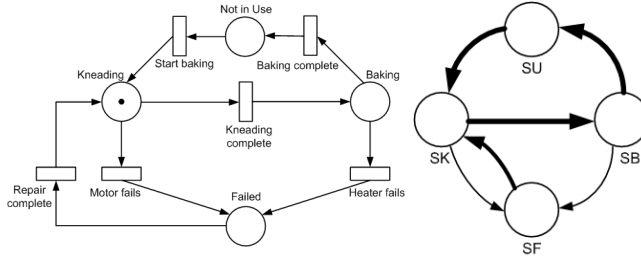 Not in Use
Start baking
Baking complete
Kneading
Baking
Kneading
complete
Repair
complete
Motor fails
Heater fails
Failed
SU
SK
SB
SF